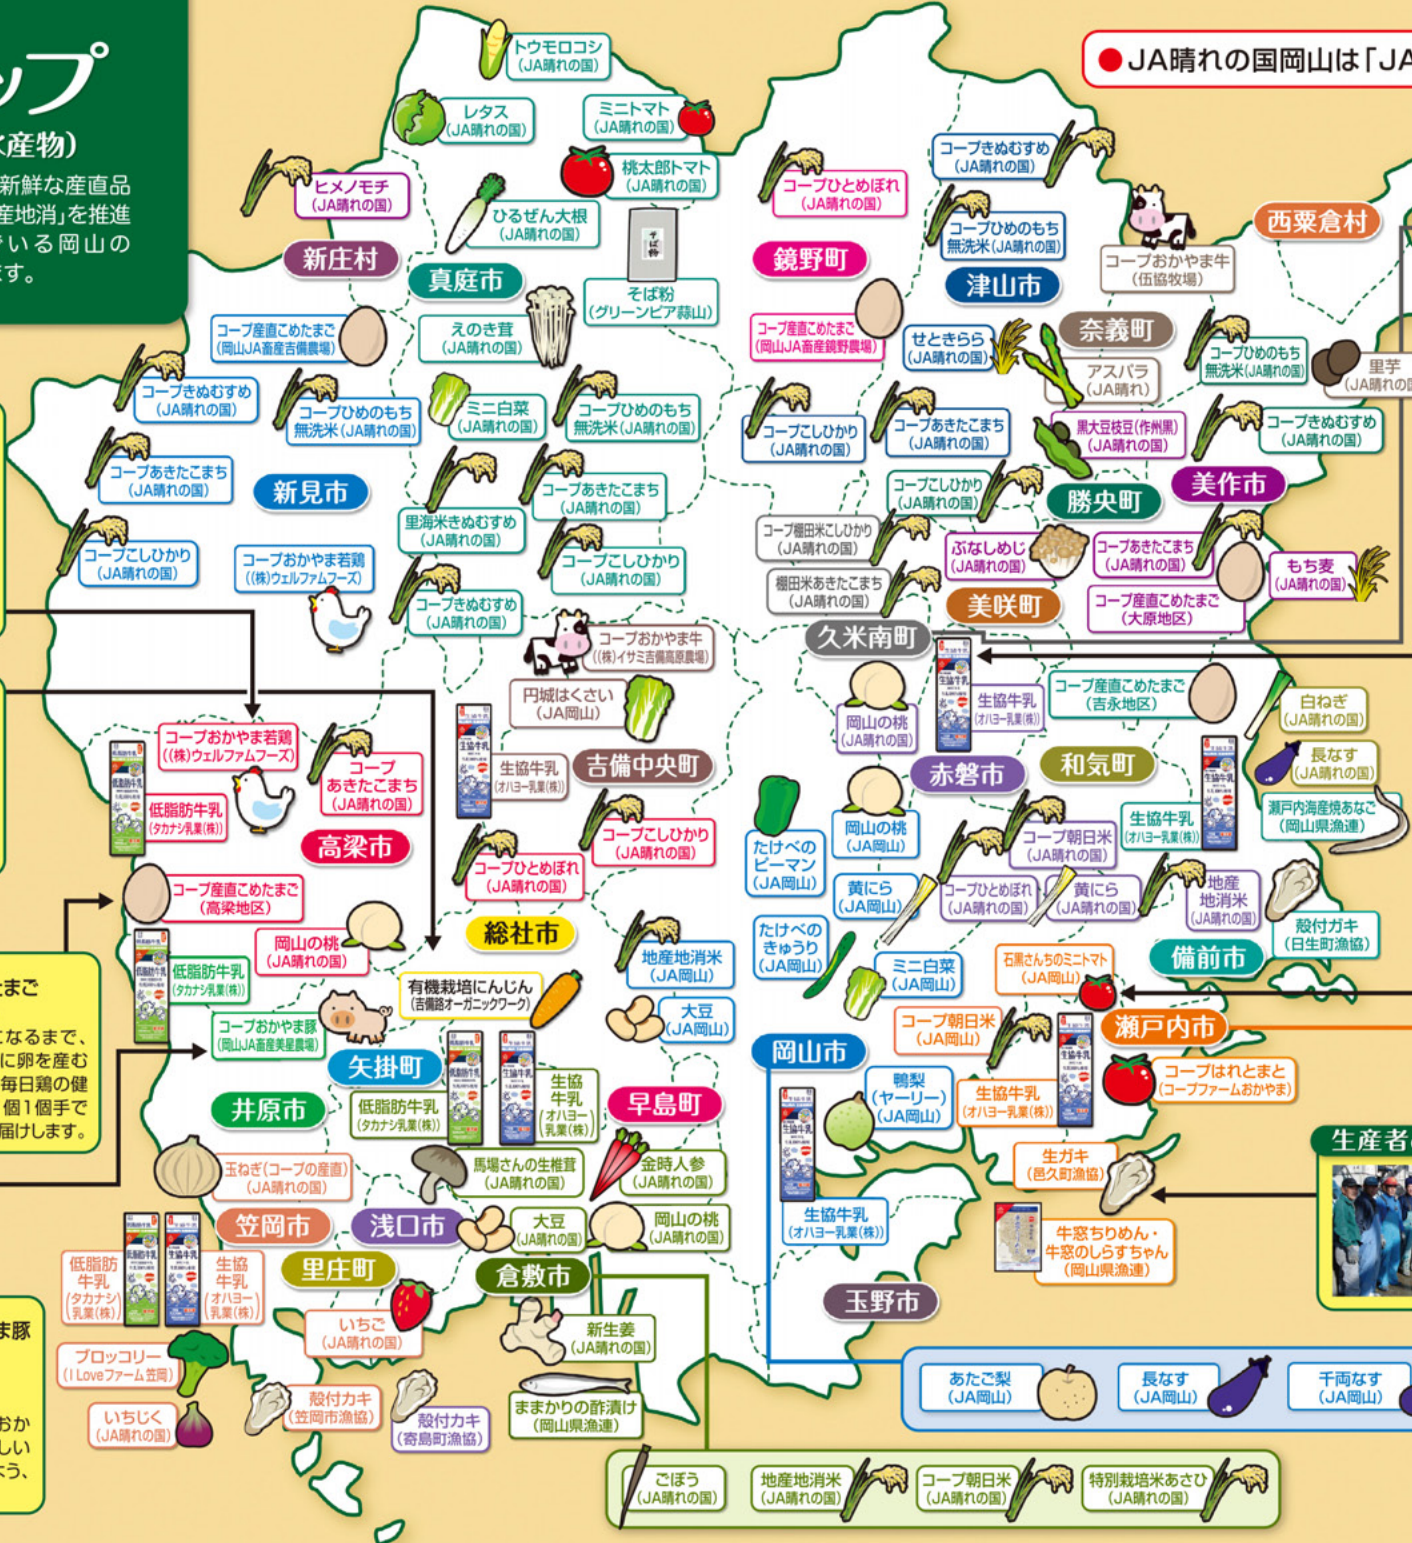 ップ
水産物)
新鮮な産直品
産地消」を推進
でいる岡山の
ます。
●JA晴れの国岡山は「JA
トウモロコシ
(JA晴れの国)
レタス
(JA晴れの国)
ミニトマト
(JA晴れの国)
桃太郎トマト
(JA晴れの国)
ヒメノモチ
(JA晴れの国)
ひるぜん大根
(JA晴れの国)
そば粉
そば粉
(グリーンピア蒜山)
新庄村
真庭市
コープひとめぼれ
(JA晴れの国)
コープきぬむすめ
(JA晴れの国)
コープひめのもち
無洗米(JA晴れの国)
鏡野町
津山市
コープおかやま牛
(伍協牧場)
西粟倉村
奈義町
コープ産直こめたまご
(岡山JA畜産吉備農場)
えのき茸
(JA晴れの国)
コープ産直こめたまご
(岡山JA畜産鏡野農場)
せときらら
(JA晴れの国)
アスパラ
(JA晴れ)
コープひめのもち
無洗米(JA晴れの国)
里芋
(JA晴れの国
コープきぬむすめ
(JA晴れの国)
コープひめのもち
無洗米(JA晴れの国)
ミニ白菜
(JA晴れの国)
コープひめのもち
無洗米(JA晴れの国)
コープこしひかり
(JA晴れの国)
コープあきたこまち
(JA晴れの国)
黒大豆枝豆(作州黒)
(JA晴れの国)
コープきぬむすめ
(JA晴れの国)
コープあきたこまち
(JA晴れの国)
新見市
コープあきたこまち
(JA晴れの国)
コープこしひかり
(JA晴れの国)
勝央町
美作市
里海米きぬむすめ
(JA晴れの国)
コープ棚田米こしひかり
(JA晴れの国)
ぶなしめじ
(JA晴れの国)
コープあきたこまち
(JA晴れの国)
コープこしひかり
(JA晴れの国)
コープおかやま若鶏
((株)ウェルファムフーズ)
コープこしひかり
(JA晴れの国)
棚田米あきたこまち
(JA晴れの国)
もち麦
(JA晴れの国)
コープきぬむすめ
(JA晴れの国)
美咲町
コープ産直こめたまご
(大原地区)
久米南町
コープおかやま牛
((株)イサミ吉備高原農場)
円城はくさい
(JA岡山)
岡山の桃
(JA晴れの国)
生協牛乳
(オハヨー乳業(株))
コープ産直こめたまご
(吉永地区)
白ねぎ
(JA晴れの国)
コープおかやま若鶏
((株)ウェルファムフーズ)
コープ
あきたこまち
(JA晴れの国)
生協牛乳
(オハヨー乳業(株))
吉備中央町
赤磐市
和気町
長なす
(JA晴れの国)
低脂肪牛乳
(タカナシ乳業(株))
高梁市
コープこしひかり
(JA晴れの国)
たけべの
ピーマン
(JA岡山)
岡山の桃
(JA岡山)
コープ朝日米
(JA晴れの国)
生協牛乳
(オハヨー乳業(株))
瀬戸内海産焼あなご
(岡山県漁連)
コープひとめぼれ
(JA晴れの国)
コープ産直こめたまご
(高梁地区)
黄にら
(JA岡山)
コープひとめぼれ
(JA晴れの国)
黄にら
(JA晴れの国)
地産
地消米
(JA晴れの国)
殻付ガキ
(日生町漁協)
岡山の桃
(JA晴れの国)
総社市
地産地消米
(JA岡山)
たけべの
きゅうり
(JA岡山)
ミニ白菜
(JA岡山)
石黒さんちのミニトマト
(JA岡山)
備前市
低脂肪牛乳
(タカナシ乳業(株))
有機栽培にんじん
(吉備路オーガニックワーク)
大豆
(JA岡山)
コープ朝日米
(JA岡山)
瀬戸内市
コープおかやま豚
(岡山JA畜産美星農場)
矢掛町
岡山市
井原市
低脂肪牛乳
(タカナシ乳業(株))
生協
牛乳
(オハヨー
乳業(株))
早島町
鴨梨
(ヤーリー)
(JA岡山)
生協牛乳
(オハヨー乳業(株))
コープはれとまと
(コープファームおかやま)
たまご
になるまで、
に卵を産む
毎日鶏の健
1個1個手で
届けします。
玉ねぎ(コープの産直)
(JA晴れの国)
馬場さんの生椎茸
(JA晴れの国)
金時人参
(JA晴れの国)
生ガキ
(邑久町漁協)
生産者
笠岡市
浅口市
大豆
(JA晴れの国)
岡山の桃
(JA晴れの国)
生協牛乳
(オハヨー乳業(株))
牛窓ちりめん・
牛窓のしらすちゃん
(岡山県漁連)
低脂肪
牛乳
(タカナシ
乳業(株))
生協
牛乳
(オハヨー
乳業(株))
里庄町
倉敷市
玉野市
いちご
(JA晴れの国)
新生姜
(JA晴れの国)
ま豚
おか
しい
よう、
ブロッコリー
(I Loveファーム笠岡)
いちじく
(JA晴れの国)
殻付カキ
(笠岡市漁協)
殻付カキ
(寄島町漁協)
ままかりの酢漬け
(岡山県漁連)
あたご梨
(JA岡山)
長なす
(JA岡山)
千両なす
(JA岡山)
ごぼう
(JA晴れの国)
地産地消米
(JA晴れの国)
コープ朝日米
(JA晴れの国)
特別栽培米あさひ
(JA晴れの国)